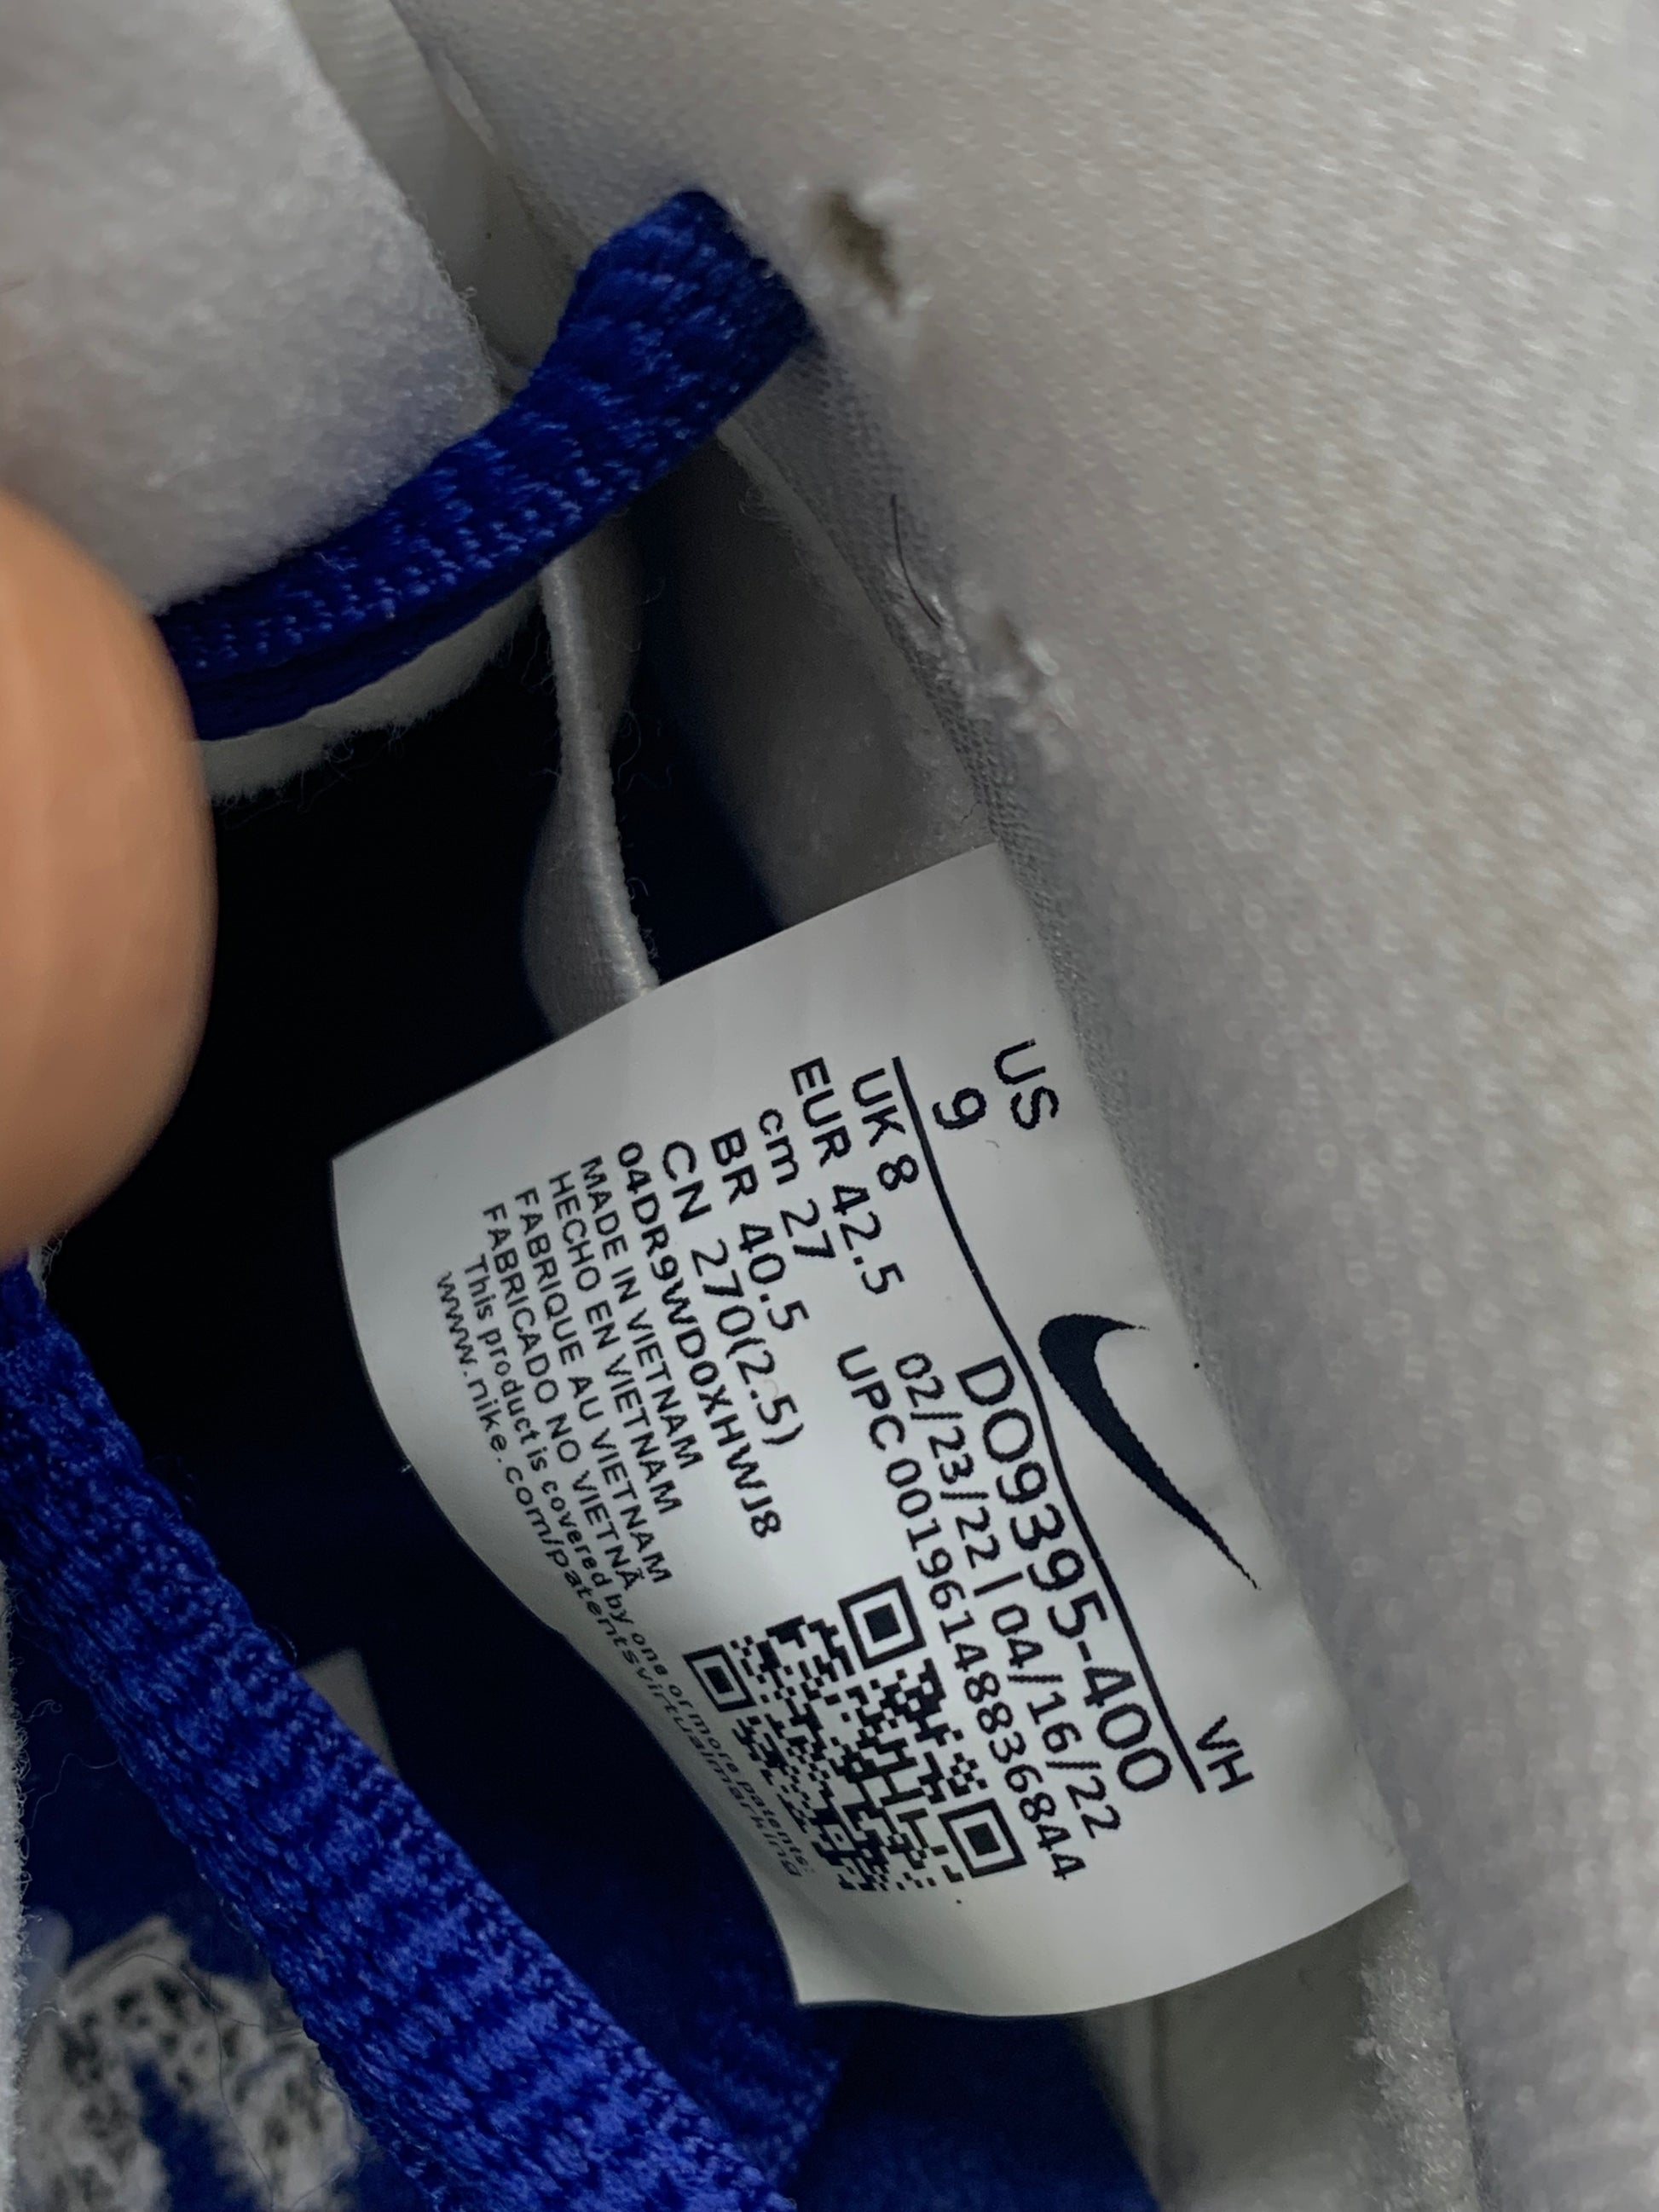 US
9
VH
UK 8
EUR 42.5
cm 27
BR 40.5
CN 270(2.5)
04DR9WD0XHWJ8
MADE IN VIETNAM
HECHO EN VIETNAM
FABRIQUE AU VIETNAM
FABRICADO NO VIETNÃ
This product is covered by one or more patents:
www.nike.com/patentsvirtualmarking
DO9395-400
02/23/22 | 04/16/22
UPC 00196148836844